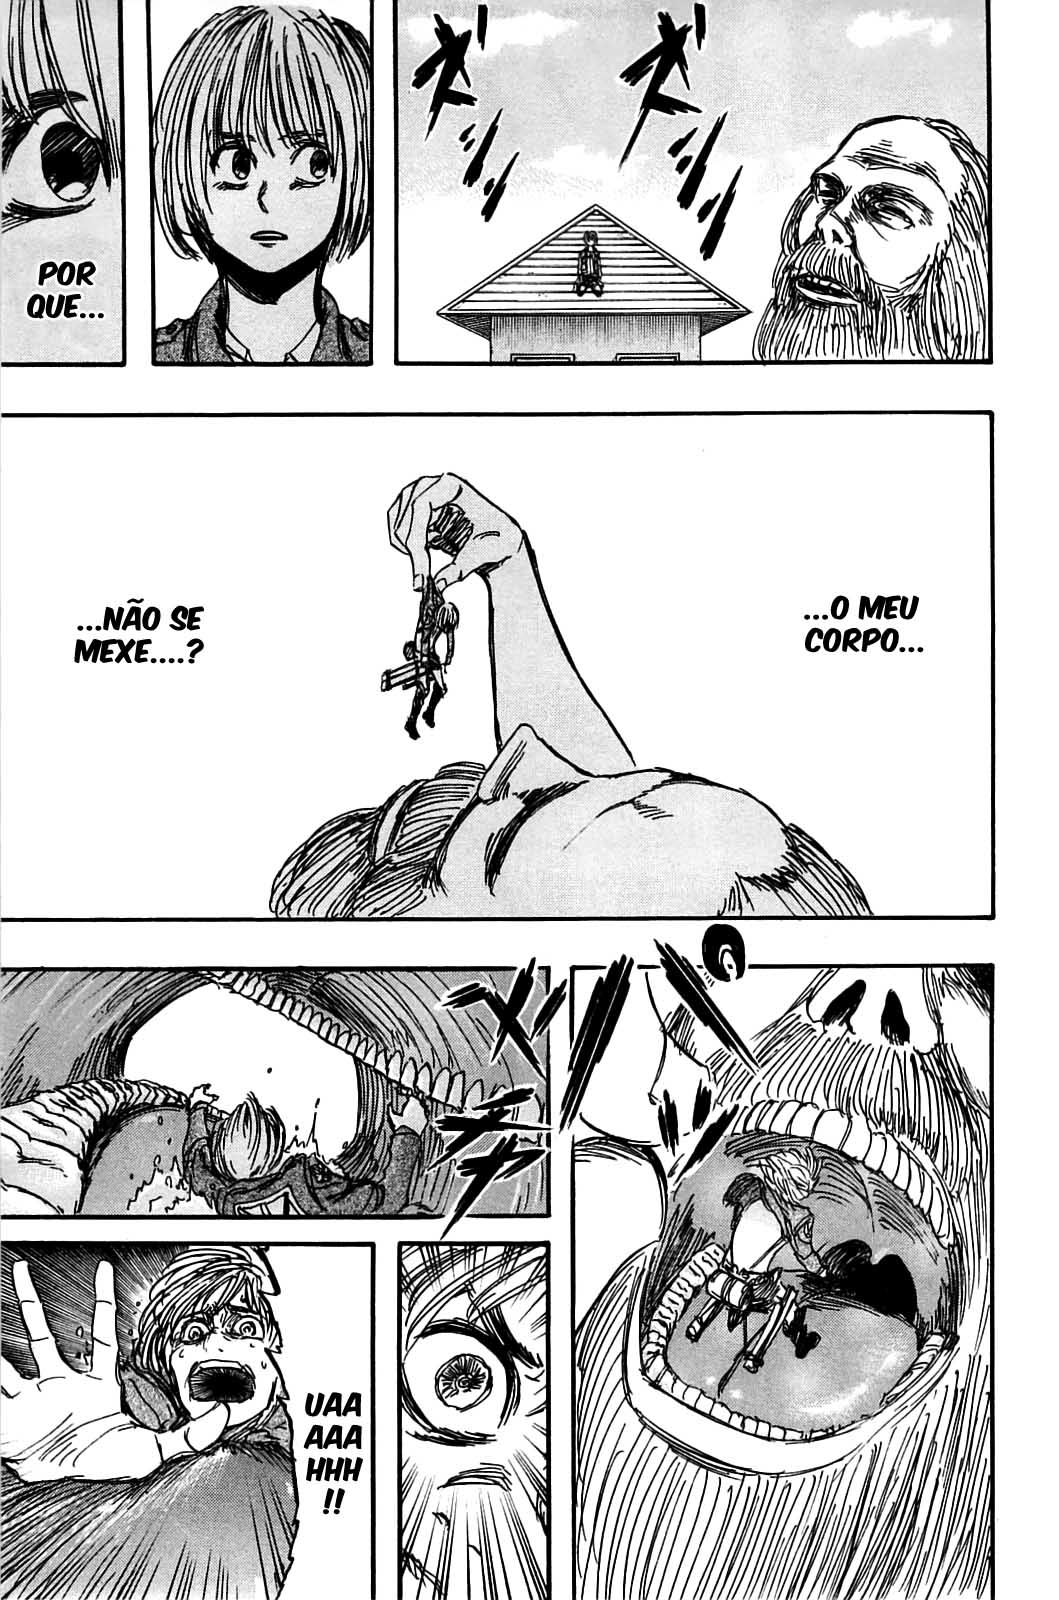 POR
QUE...
...O MEU
CORPO...
...NÃO SE
MEXE....?
UAA
AAA
HHH
!!